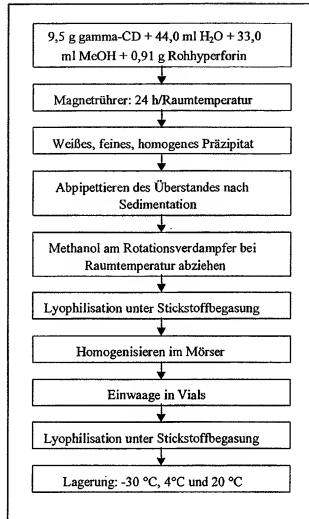 9,5 g gamma-CD + 44,0 ml H₂O + 33,0
ml MeOH + 0,91 g Rohhyperforin
Magnetrührer: 24 h/Raumtemperatur
Weißes, feines, homogenes Präzipitat
Abpipettieren des Überstandes nach
Sedimentation
Methanol am Rotationsverdampfer bei
Raumtemperatur abziehen
Lyophilisation unter Stickstoffbegasung
Homogenisieren im Mörser
Einwaage in Vials
Lyophilisation unter Stickstoffbegasung
Lagerung: -30 °C, 4°C und 20 °C